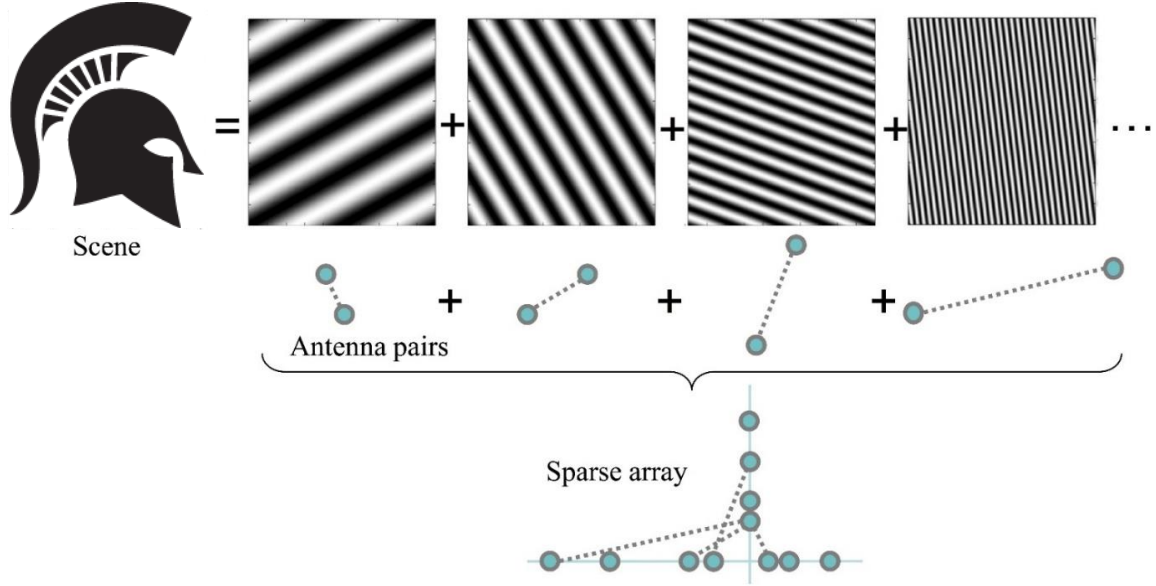 Scene
= + + + ...
+ + +
Antenna pairs
Sparse array